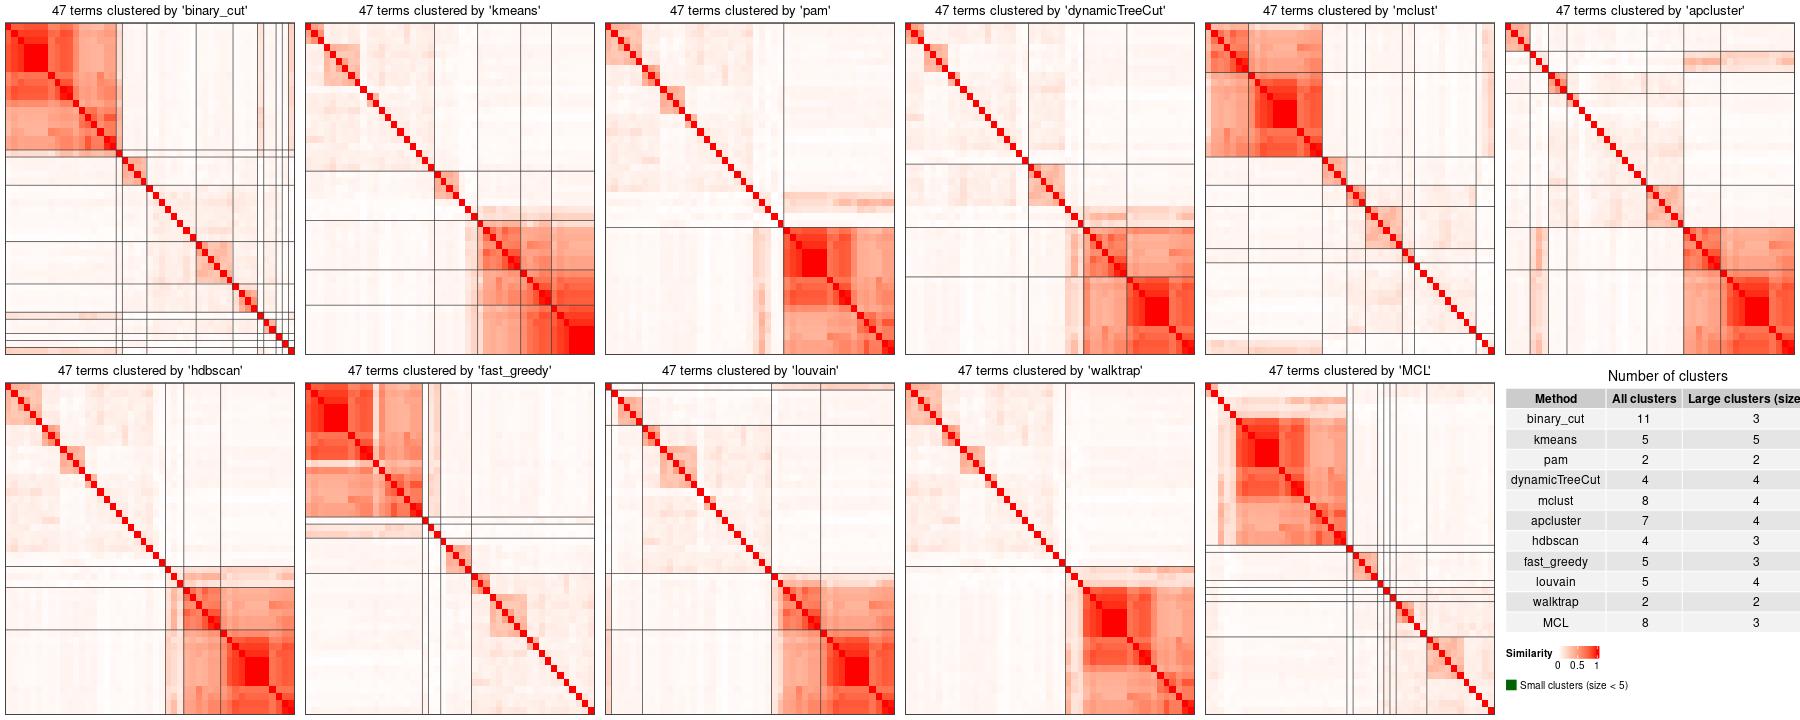 47 terms clustered by 'binary_cut'
47 terms clustered by 'kmeans'
47 terms clustered by 'pam'
47 terms clustered by 'dynamicTreeCut'
47 terms clustered by 'mclust'
47 terms clustered by 'apcluster'
47 terms clustered by 'hdbscan'
47 terms clustered by 'fast_greedy'
47 terms clustered by 'louvain'
47 terms clustered by 'walktrap'
47 terms clustered by 'MCL'
Number of clusters
Method All clusters Large clusters (size
binary_cut 11 3
kmeans 5 5
pam 2 2
dynamicTreeCut 4 4
mclust 8 4
apcluster 7 4
hdbscan 4 3
fast_greedy 5 3
louvain 5 4
walktrap 2 2
MCL 8 3
Similarity
0 0.5 1
Small clusters (size < 5)